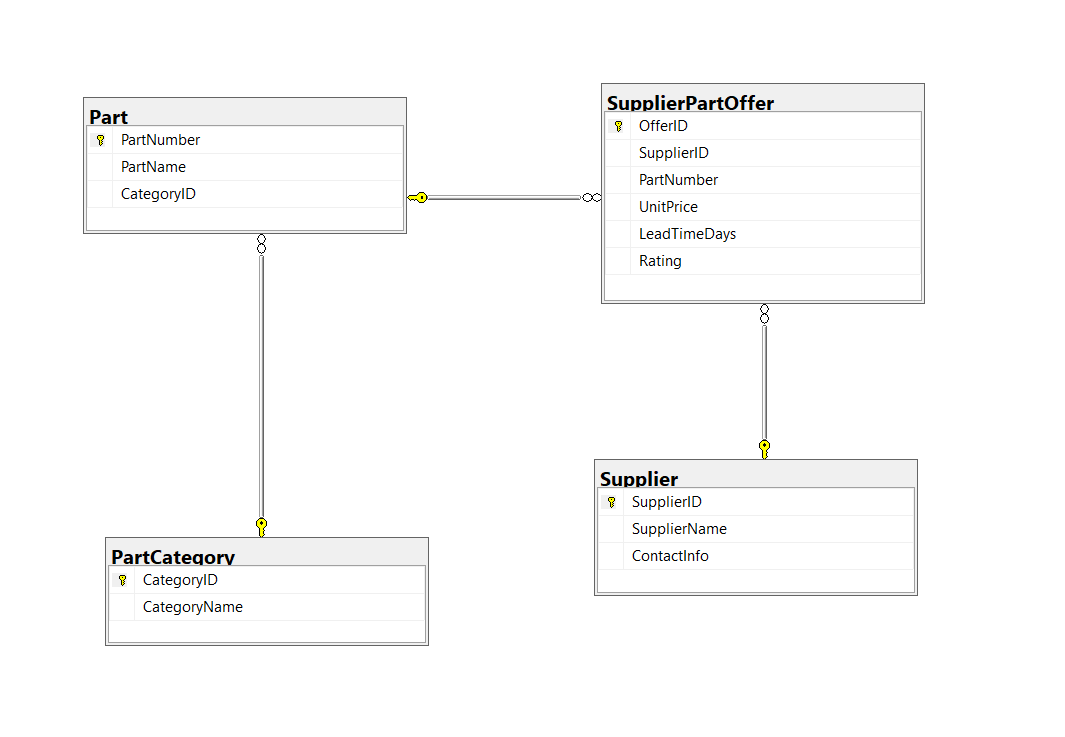 Part
PartNumber
PartName
CategoryID
SupplierPartOffer
OfferID
SupplierID
PartNumber
UnitPrice
LeadTimeDays
Rating
PartCategory
CategoryID
CategoryName
Supplier
SupplierID
SupplierName
ContactInfo